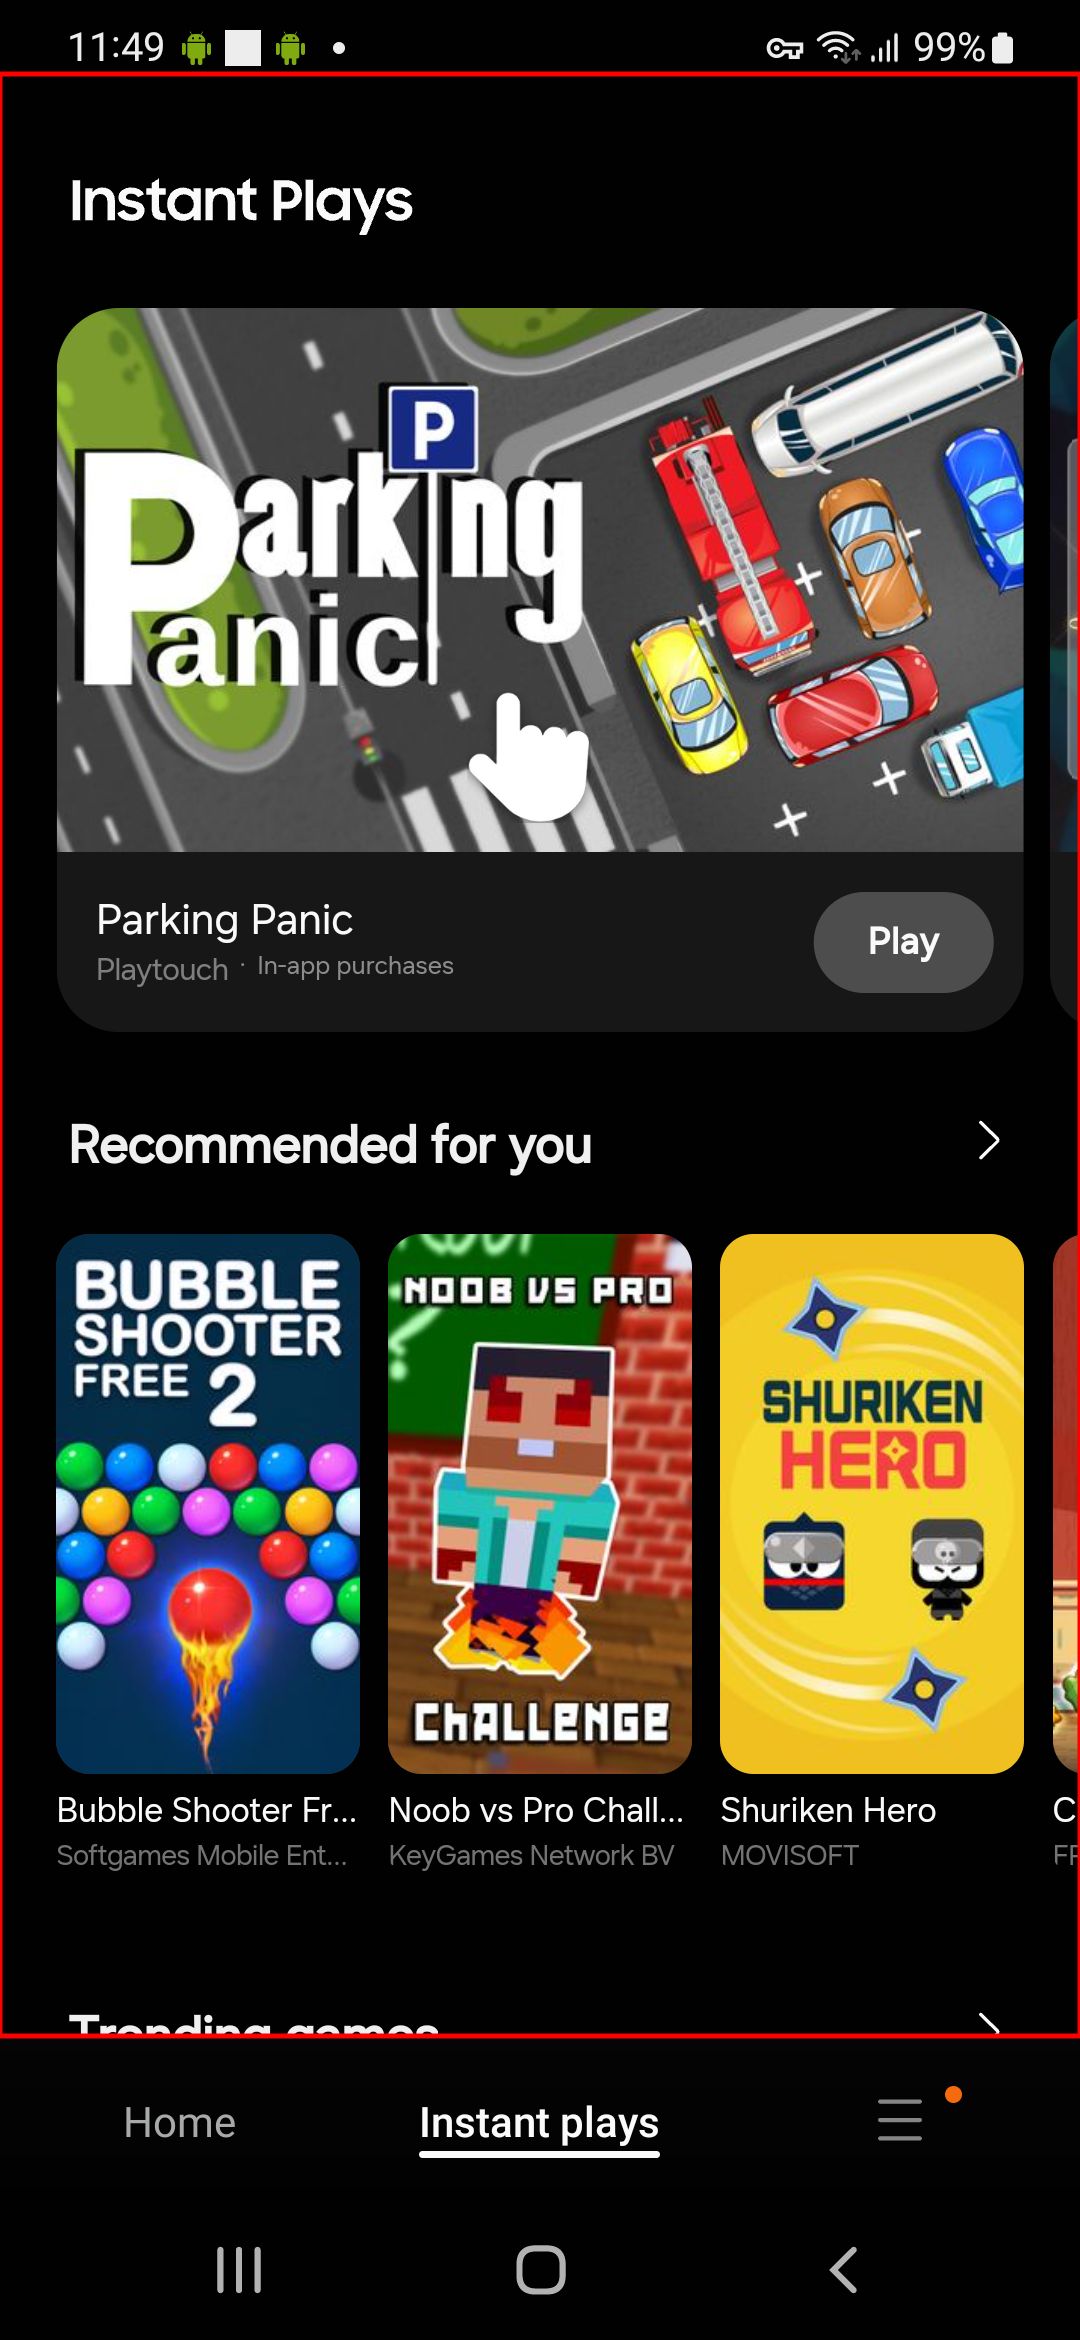 11:49
99%
Instant Plays
P
Parking
Panic
Parking Panic
Playtouch · In-app purchases
Play
Recommended for you
BUBBLE
SHOOTER
FREE 2
NOOB VS PRO
CHALLENGE
SHURIKEN
HERO
Bubble Shooter Fr...
Softgames Mobile Ent...
Noob vs Pro Chall...
KeyGames Network BV
Shuriken Hero
MOVISOFT
Trending games
Home
Instant plays